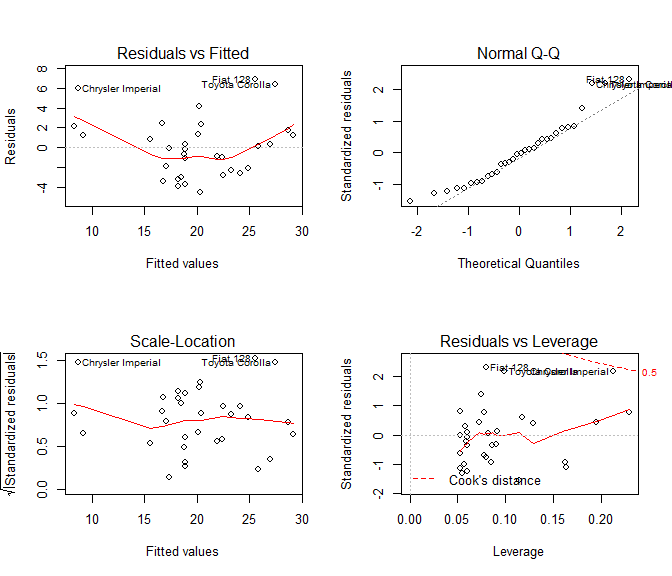 Residuals vs Fitted
Residuals
8
6
4
2
0
-4
Chrysler Imperial
Fiat 128
Toyota Corolla
10 15 20 25 30
Fitted values
Normal Q-Q
Standardized residuals
2
1
0
-1
Fiat 128
Toyota Corolla
Chrysler Imperial
-2 -1 0 1 2
Theoretical Quantiles
Scale-Location
√|Standardized residuals|
1.5
1.0
0.5
0.0
Chrysler Imperial
Fiat 128
Toyota Corolla
10 15 20 25 30
Fitted values
Residuals vs Leverage
Standardized residuals
2
1
0
-1
-2
Fiat 128
Toyota Corolla
Chrysler Imperial
0.5
Cook's distance
0.00 0.05 0.10 0.15 0.20
Leverage